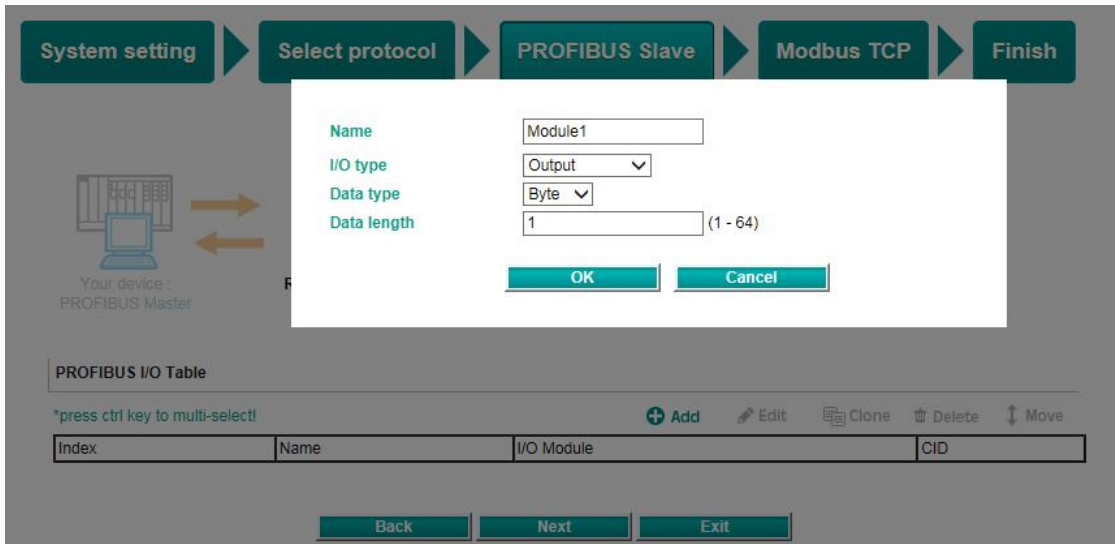 System setting Select protocol PROFIBUS Slave Modbus TCP Finish
Name Module1
I/O type Output
Data type Byte
Data length 1 (1 - 64)
OK Cancel
Your device :
PROFIBUS Master
PROFIBUS I/O Table
*press ctrl key to multi-select!
Add Edit Clone Delete Move
Index Name I/O Module CID
Back Next Exit